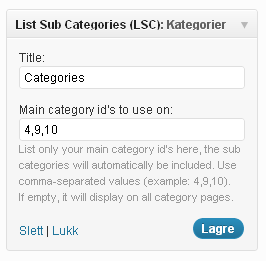 List Sub Categories (LSC): Kategorier
Title:
Categories
Main category id's to use on:
4,9,10
List only your main category id's here, the sub
categories will automatically be included. Use
comma-separated values (example: 4,9,10).
If empty, it will display on all category pages.
Slett | Lukk
Lagre